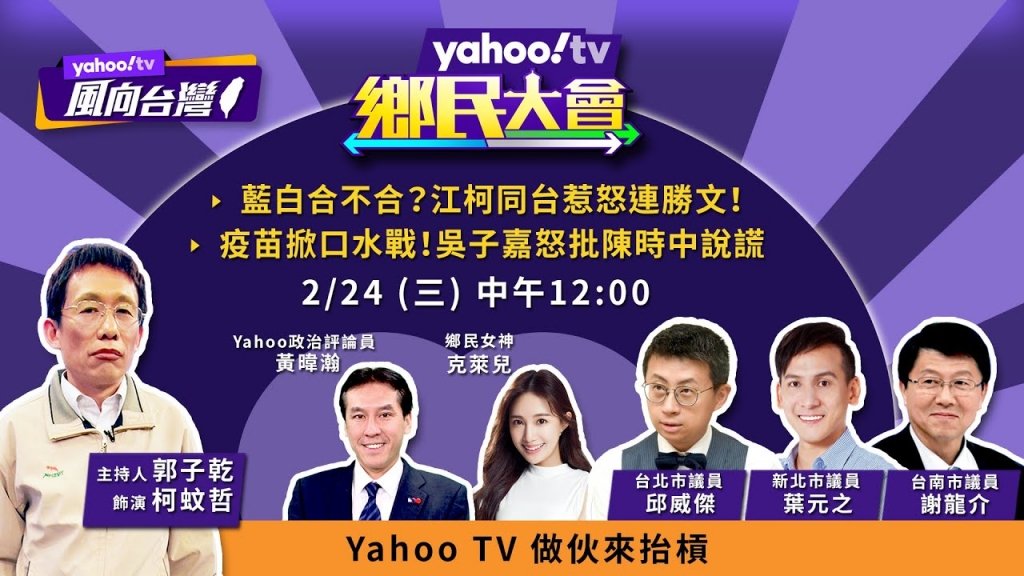 yahoo!tv
風向台灣
yahoo!tv
鄉民大會
藍白合不合?江柯同台惹怒連勝文!
疫苗掀口水戰!吳子嘉怒批陳時中說謊
2/24 (三) 中午12:00
Yahoo政治評論員
黃暐瀚
鄉民女神
克萊兒
主持人 郭子乾
飾演 柯蚊哲
台北市議員
邱威傑
新北市議員
葉元之
台南市議員
謝龍介
Yahoo TV 做伙來抬槓